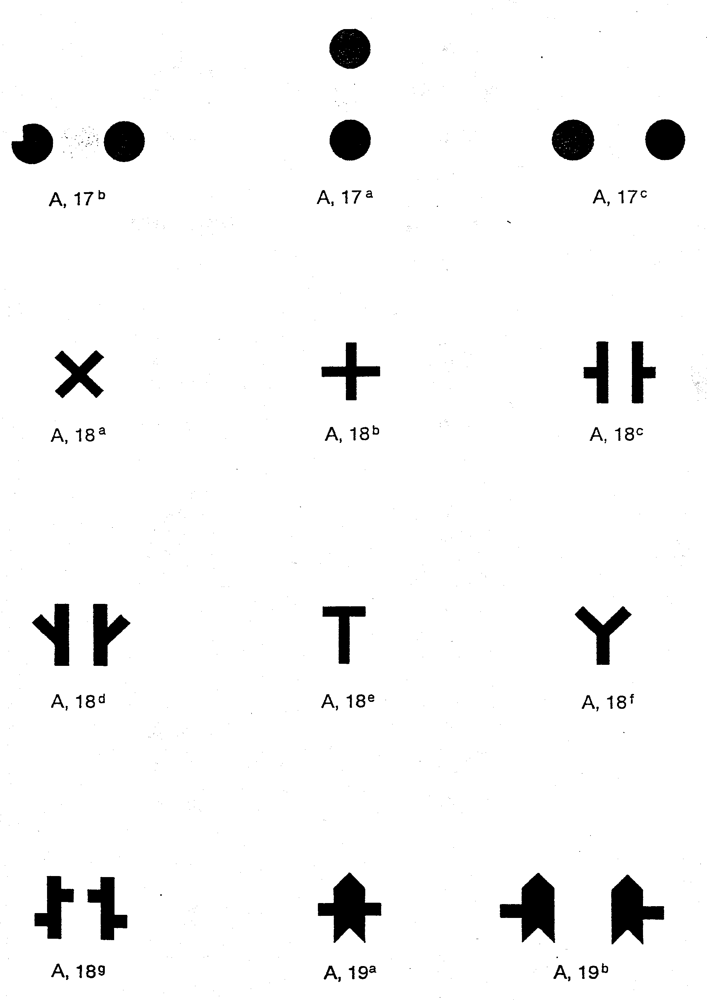 A, 17ᵇ A, 17ᵃ A, 17ᶜ
A, 18ᵃ A, 18ᵇ A, 18ᶜ
A, 18ᵈ A, 18ᵉ A, 18ᶠ
A, 18ᵍ A, 19ᵃ A, 19ᵇ